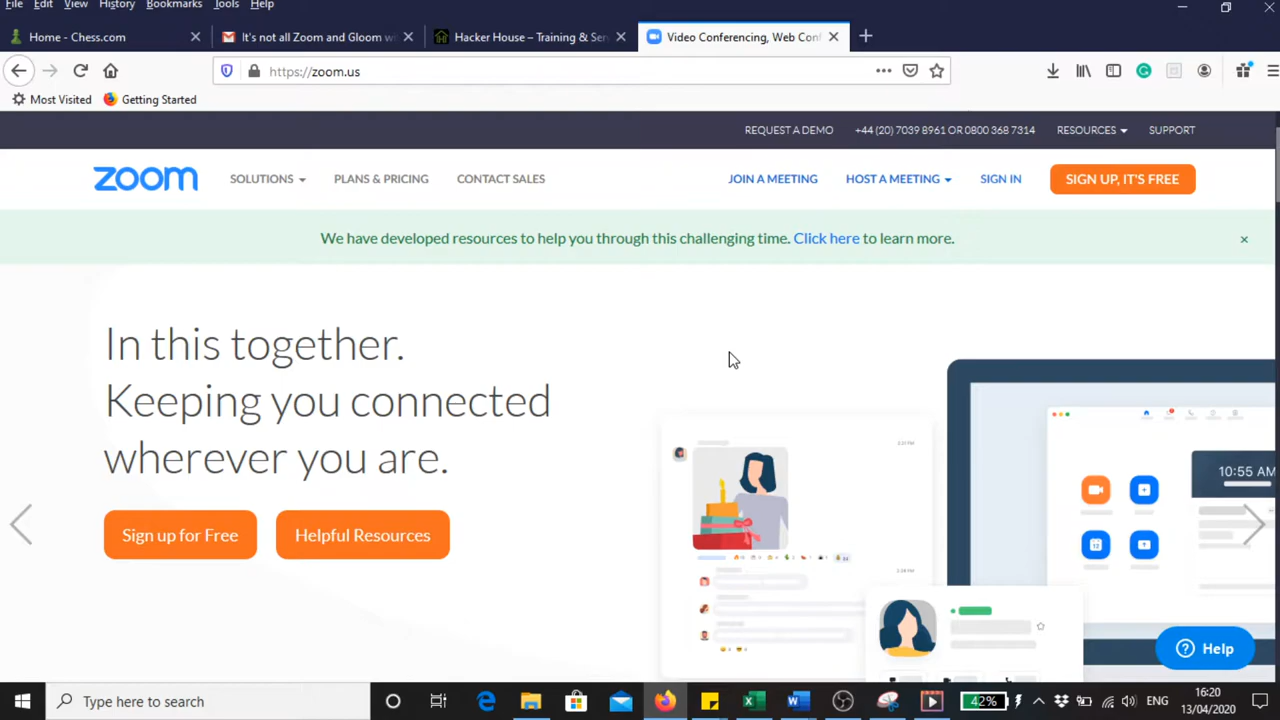 File Edit View History Bookmarks Tools Help
Home - Chess.com
It's not all Zoom and Gloom w
Hacker House – Training & Ser
Video Conferencing, Web Conf
https://zoom.us
Most Visited
Getting Started
REQUEST A DEMO
+44 (20) 7039 8961 OR 0800 368 7314
RESOURCES
SUPPORT
zoom
SOLUTIONS
PLANS & PRICING
CONTACT SALES
JOIN A MEETING
HOST A MEETING
SIGN IN
SIGN UP, IT'S FREE
We have developed resources to help you through this challenging time. Click here to learn more.
In this together.
Keeping you connected
wherever you are.
Sign up for Free
Helpful Resources
10:55 AM
Help
Type here to search
42%
ENG
16:20
13/04/2020